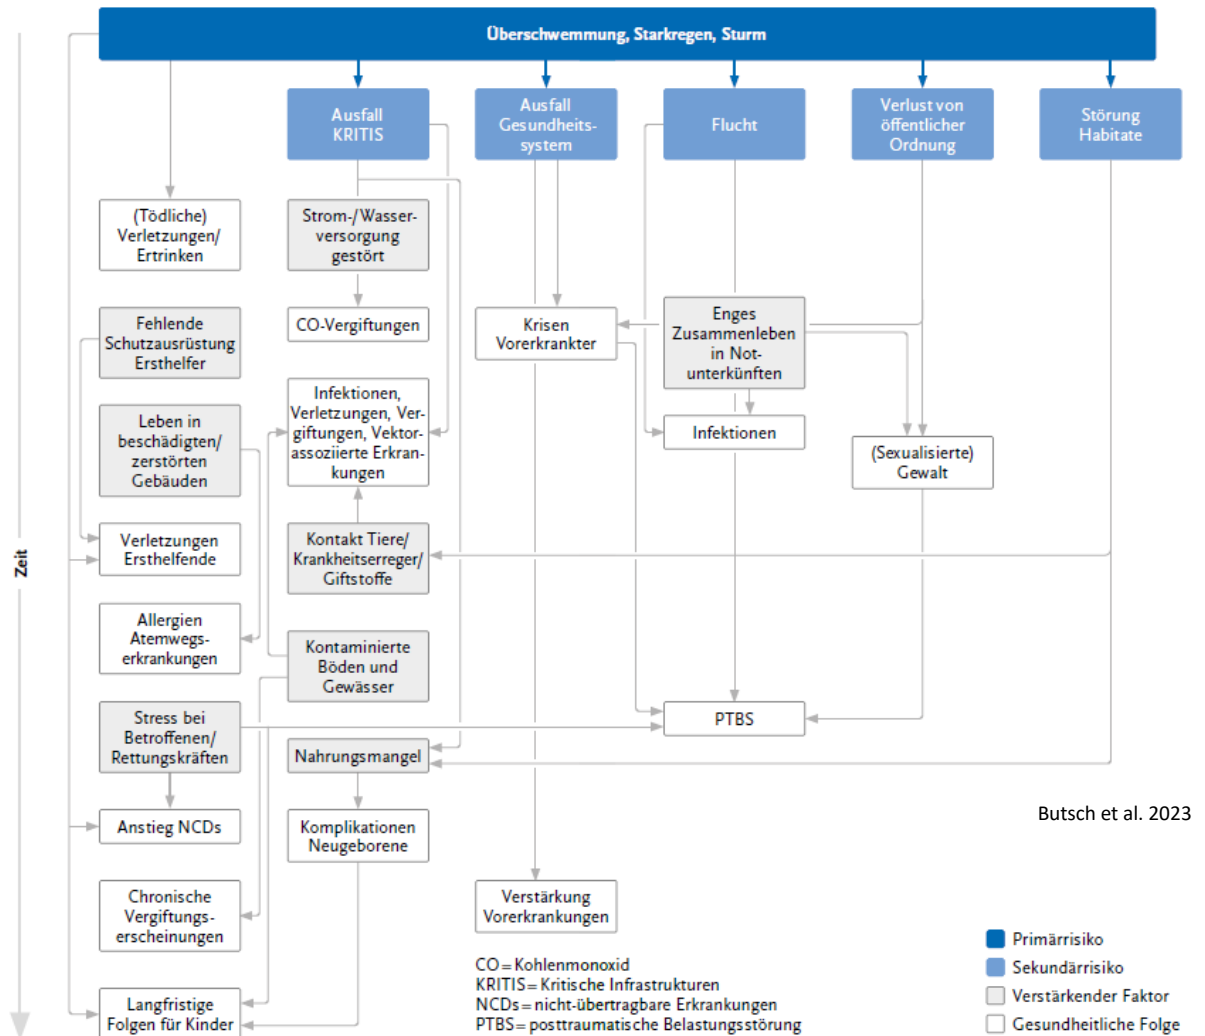 Überschwemmung, Starkregen, Sturm
Ausfall
KRITIS
Ausfall
Gesundheits-
system
Flucht
Verlust von
öffentlicher
Ordnung
Störung
Habitate
(Tödliche)
Verletzungen/
Ertrinken
Strom-/Wasser-
versorgung
gestört
Fehlende
Schutzausrüstung
Ersthelfer
CO-Vergiftungen
Krisen
Vorerkrankter
Enges
Zusammenleben
in Not-
unterkünften
Leben in
beschädigten/
zerstörten
Gebäuden
Infektionen,
Verletzungen, Ver-
giftungen, Vektor-
assoziierte Erkran-
kungen
Infektionen
(Sexualisierte)
Gewalt
Zeit
Verletzungen
Ersthelfende
Kontakt Tiere/
Krankheitserreger/
Giftstoffe
Allergien
Atemwegs-
erkrankungen
Kontaminierte
Böden und
Gewässer
Stress bei
Betroffenen/
Rettungskräften
PTBS
Nahrungsmangel
Anstieg NCDs
Komplikationen
Neugeborene
Butsch et al. 2023
Chronische
Vergiftungs-
erscheinungen
Verstärkung
Vorerkrankungen
Langfristige
Folgen für Kinder
CO = Kohlenmonoxid
KRITIS = Kritische Infrastrukturen
NCDs = nicht-übertragbare Erkrankungen
PTBS = posttraumatische Belastungsstörung
Primärrisiko
Sekundärrisiko
Verstärkender Faktor
Gesundheitliche Folge